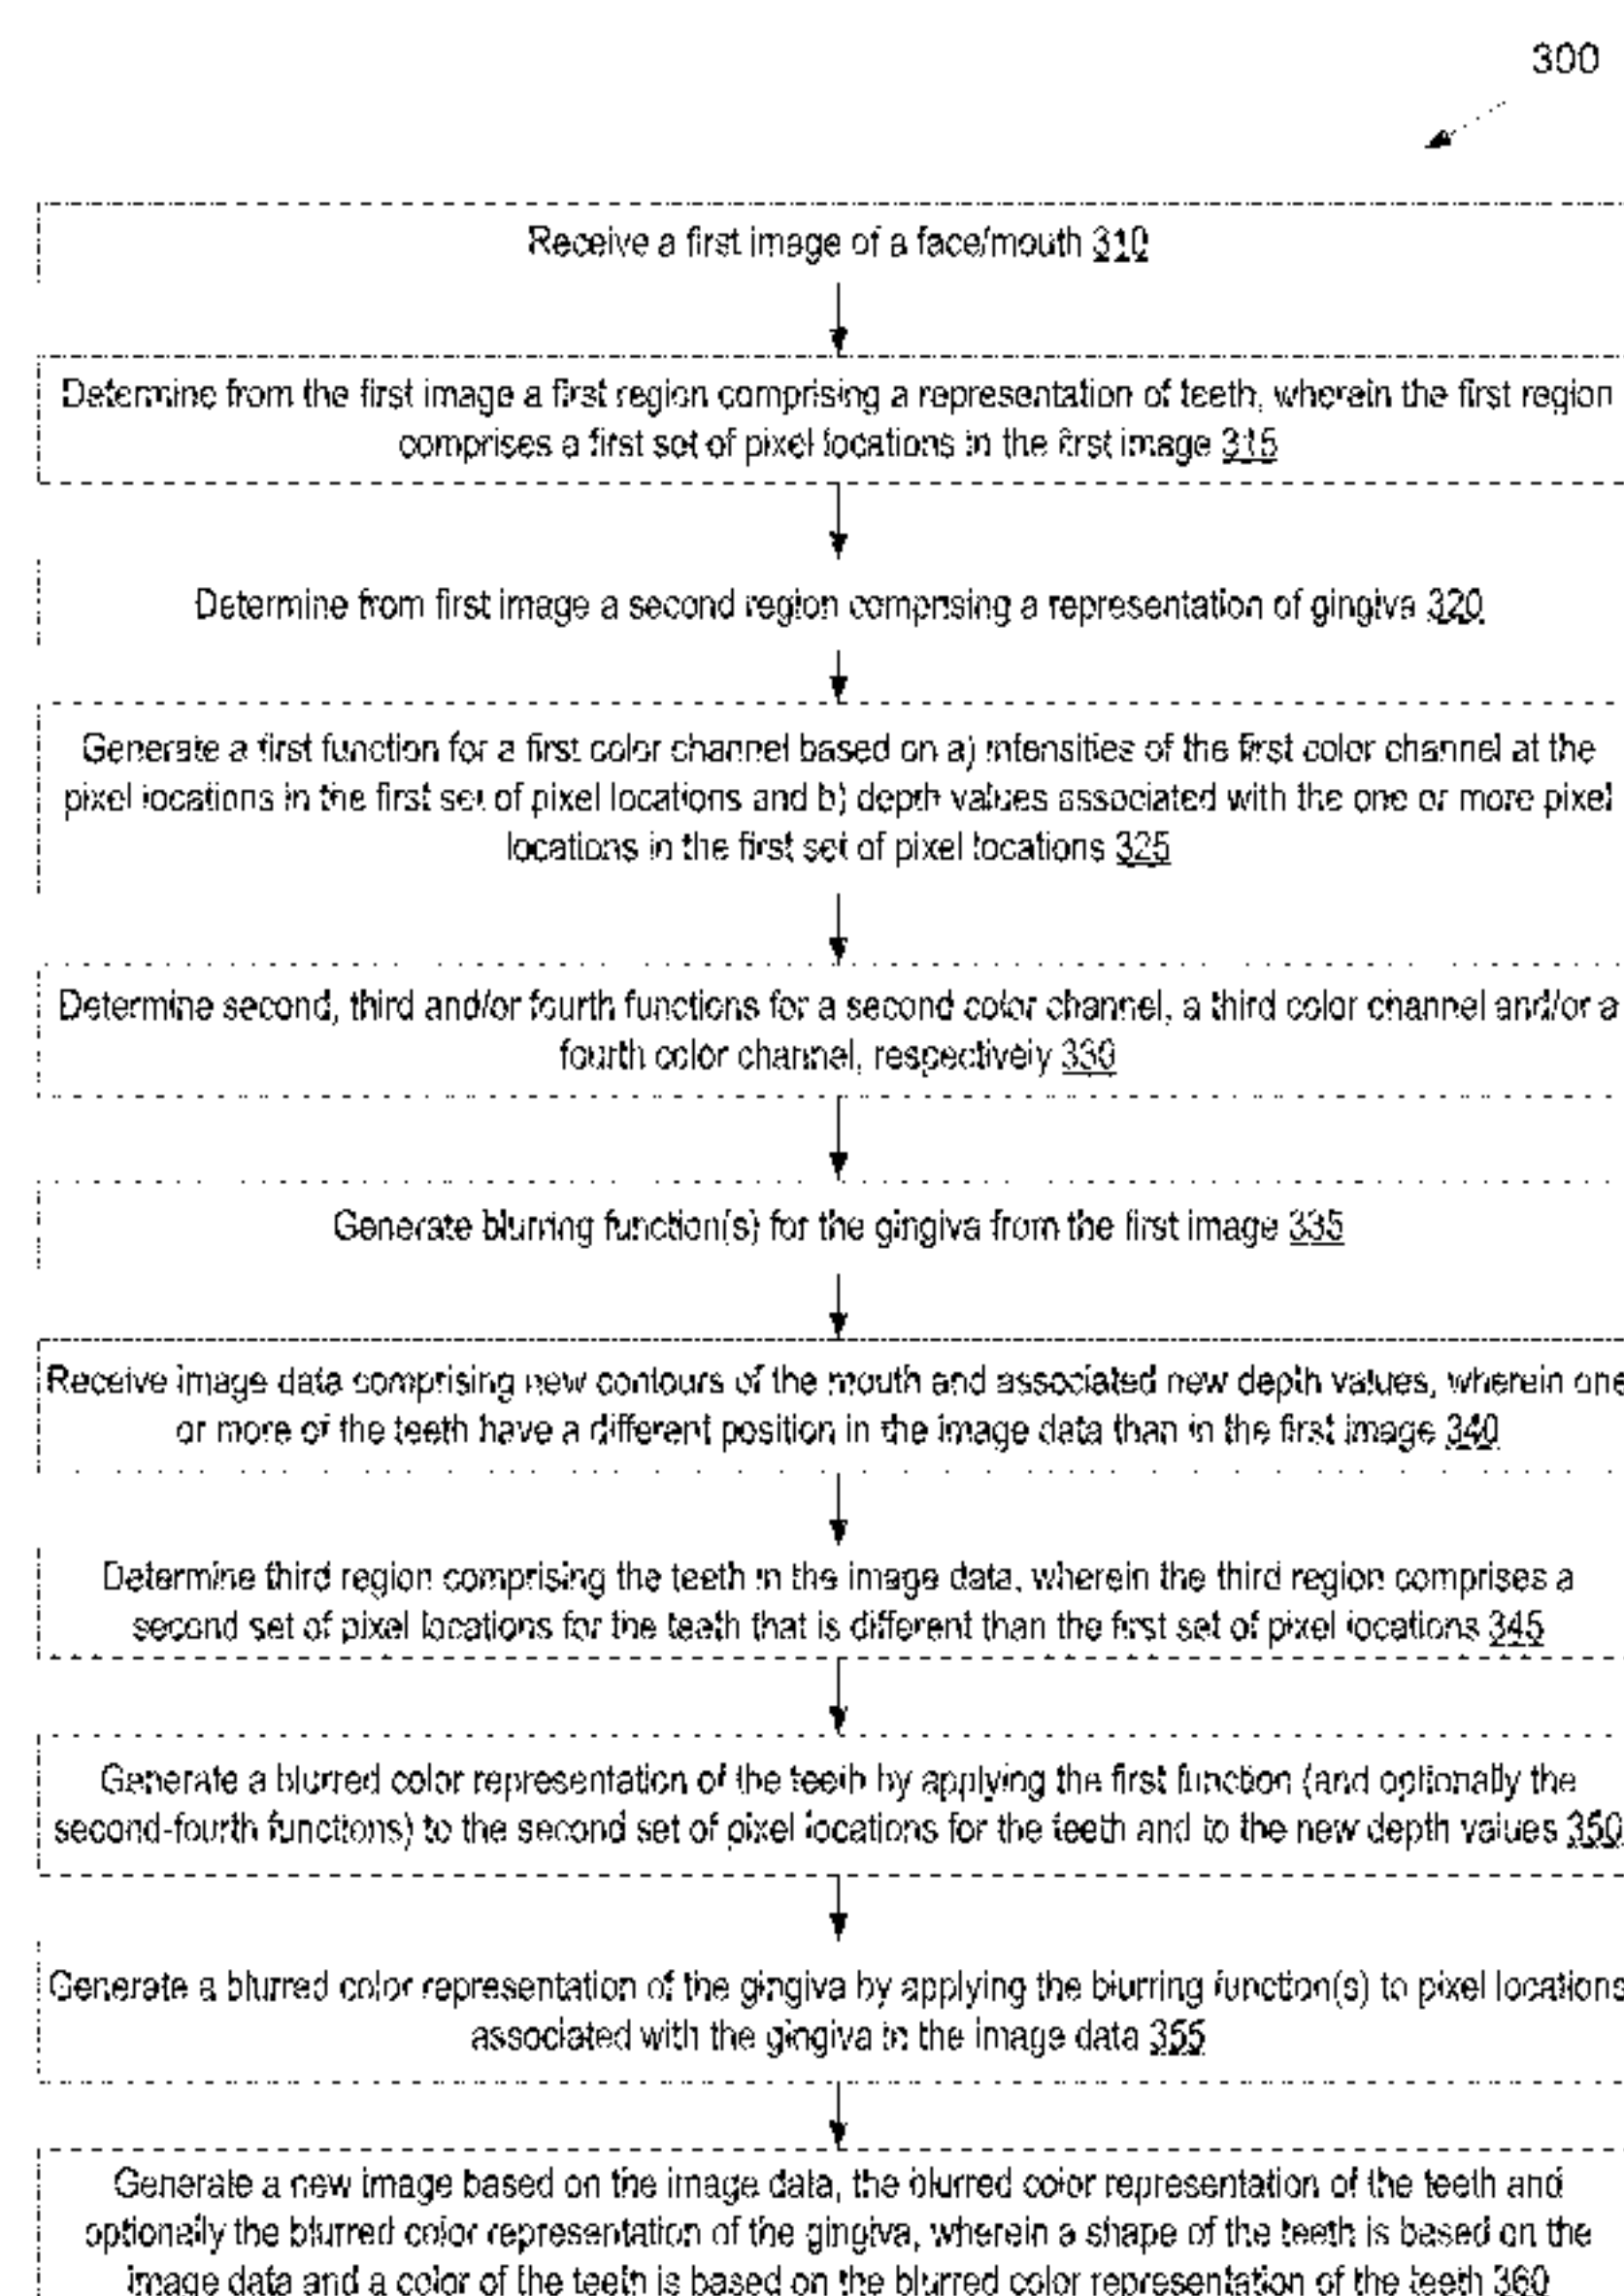 300
Receive a first image of a face/mouth 310
Determine from the first image a first region comprising a representation of teeth, wherein the first region
comprises a first set of pixel locations in the first image 315
Determine from first image a second region comprising a representation of gingiva 320
Generate a first function for a first color channel based on a) intensities of the first color channel at the
pixel locations in the first set of pixel locations and b) depth values associated with the one or more pixel
locations in the first set of pixel locations 325
Determine second, third and/or fourth functions for a second color channel, a third color channel and/or a
fourth color channel, respectively 330
Generate blurring function(s) for the gingiva from the first image 335
Receive image data comprising new contours of the mouth and associated new depth values, wherein one
or more of the teeth have a different position in the image data than in the first image 340
Determine third region comprising the teeth in the image data, wherein the third region comprises a
second set of pixel locations for the teeth that is different than the first set of pixel locations 345
Generate a blurred color representation of the teeth by applying the first function (and optionally the
second-fourth functions) to the second set of pixel locations for the teeth and to the new depth values 350
Generate a blurred color representation of the gingiva by applying the blurring function(s) to pixel locations
associated with the gingiva in the image data 355
Generate a new image based on the image data, the blurred color representation of the teeth and
optionally the blurred color representation of the gingiva, wherein a shape of the teeth is based on the
image data and a color of the teeth is based on the blurred color representation of the teeth 360